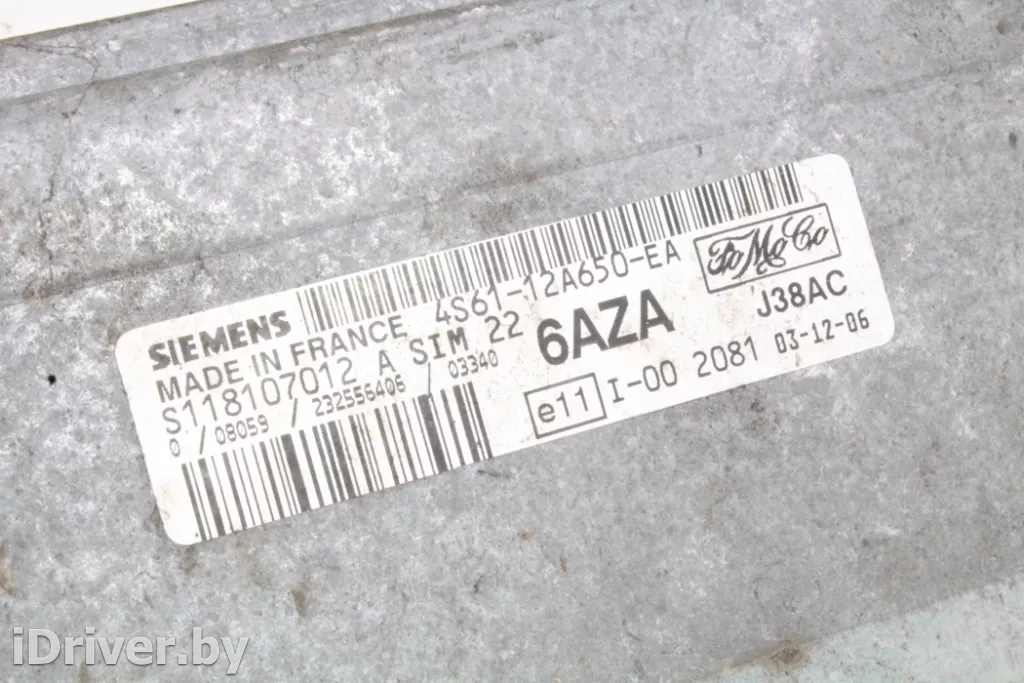 SIEMENS
MADE IN FRANCE 4S61-12A650-EA
S118107012 A SIM 22
0 / 08059 / 232556406 / 03340
6AZA
FoMoCo
J38AC
e11 I-00 2081 03-12-06
iDriver.by